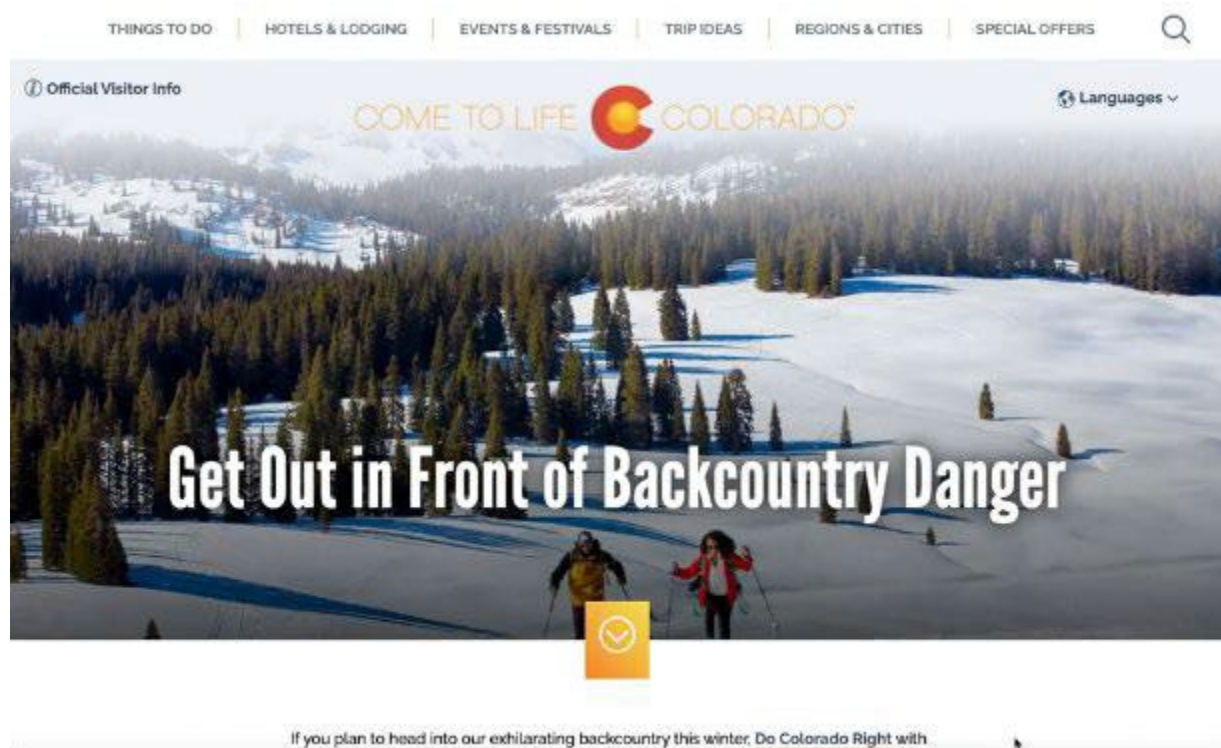 THINGS TO DO
HOTELS & LODGING
EVENTS & FESTIVALS
TRIP IDEAS
REGIONS & CITIES
SPECIAL OFFERS
Official Visitor Info
COME TO LIFE COLORADO™
Languages
Get Out in Front of Backcountry Danger
If you plan to head into our exhilarating backcountry this winter, Do Colorado Right with